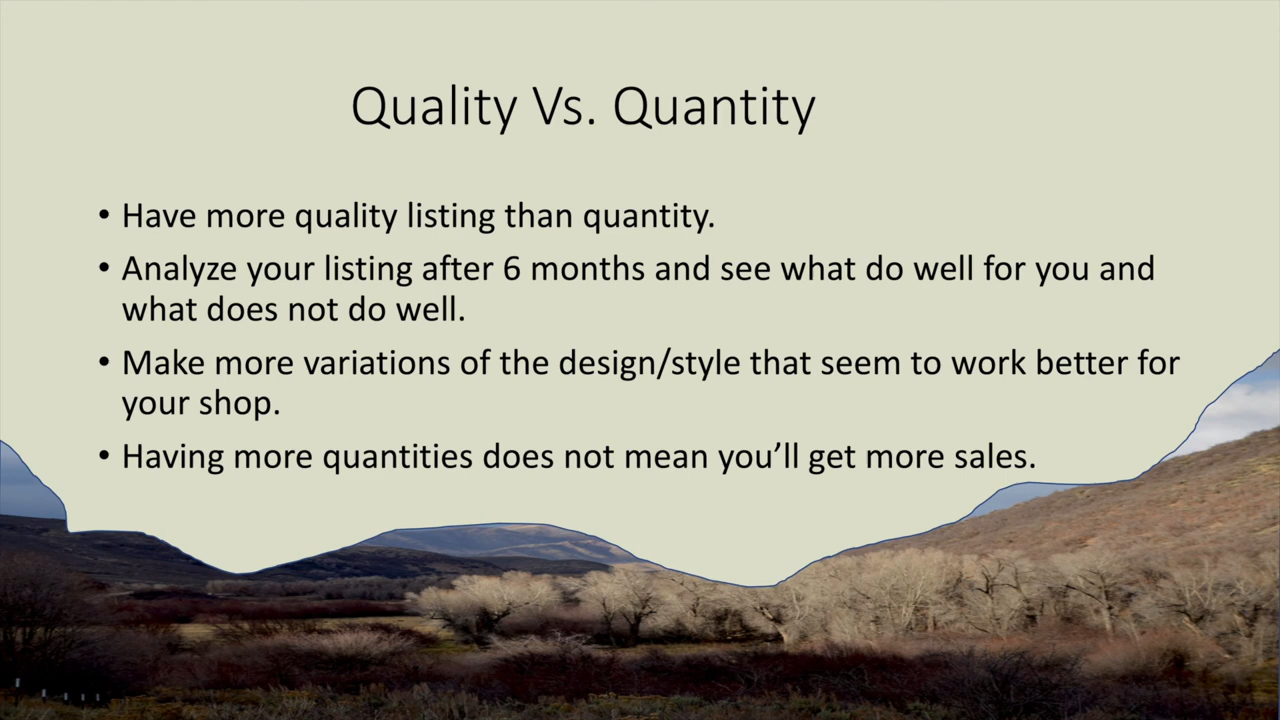 Quality Vs. Quantity
• Have more quality listing than quantity.
• Analyze your listing after 6 months and see what do well for you and
what does not do well.
• Make more variations of the design/style that seem to work better for
your shop.
• Having more quantities does not mean you’ll get more sales.